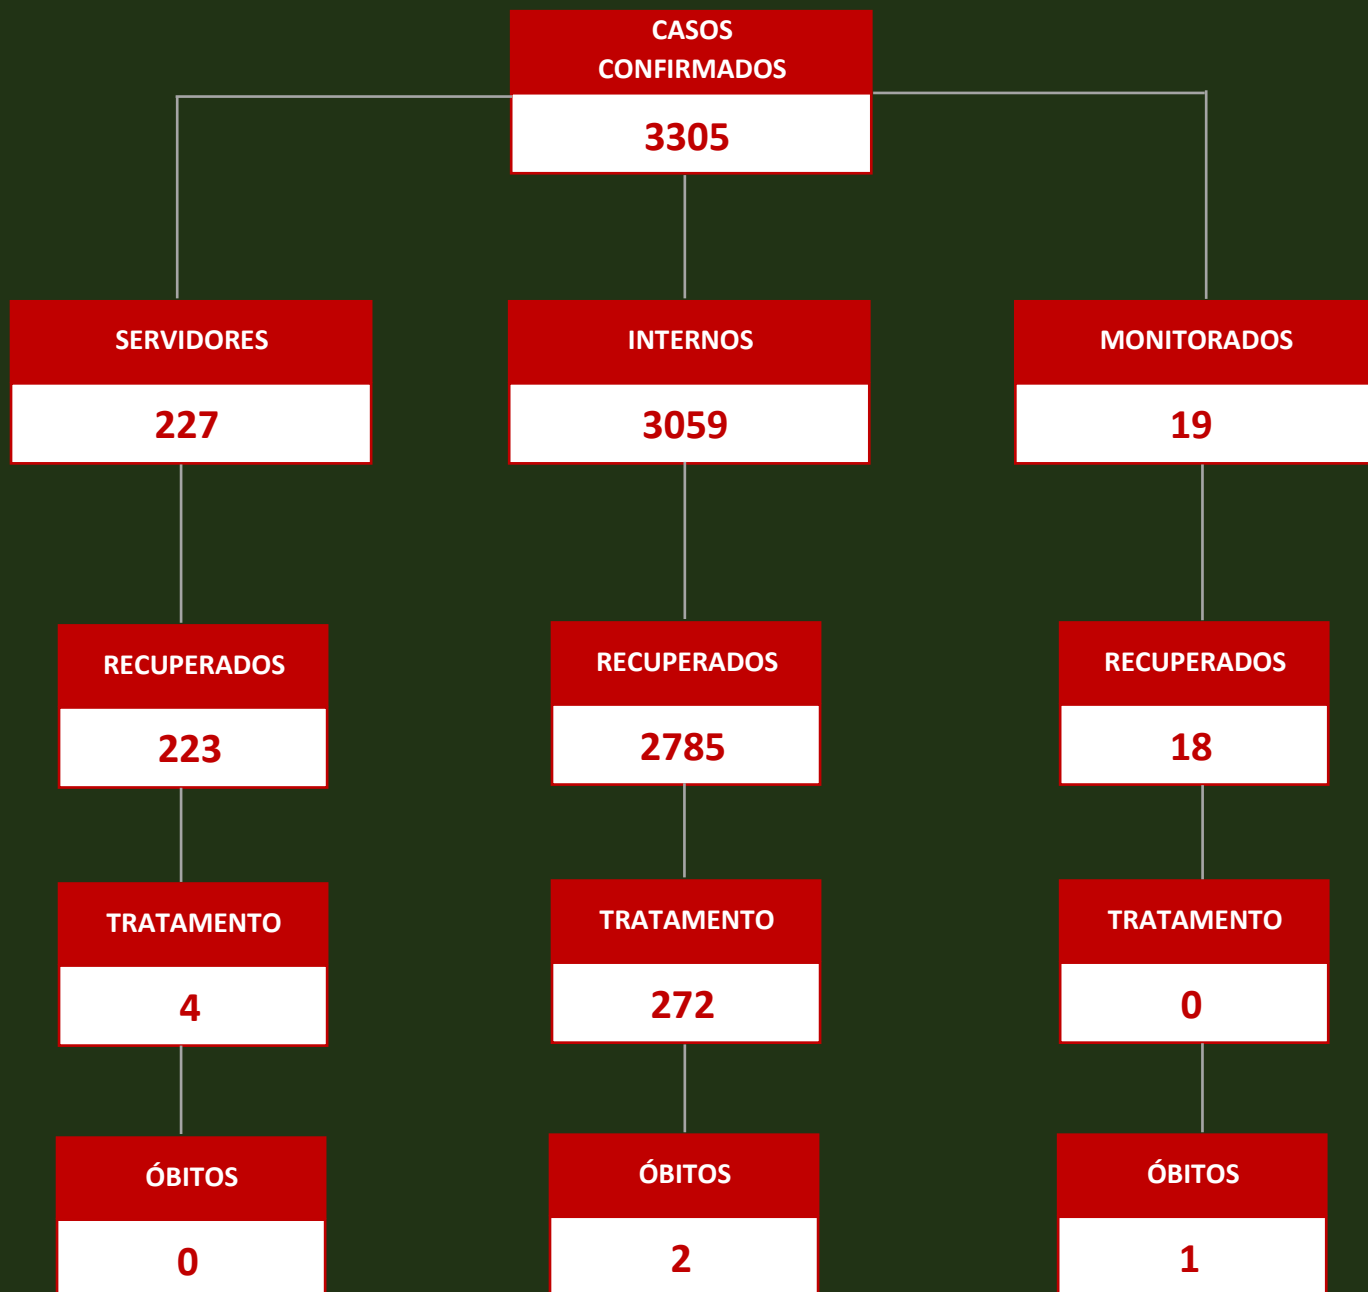 CASOS
CONFIRMADOS
3305
SERVIDORES
INTERNOS
MONITORADOS
227
3059
19
RECUPERADOS
RECUPERADOS
RECUPERADOS
223
2785
18
TRATAMENTO
TRATAMENTO
TRATAMENTO
4
272
0
ÓBITOS
ÓBITOS
ÓBITOS
0
2
1